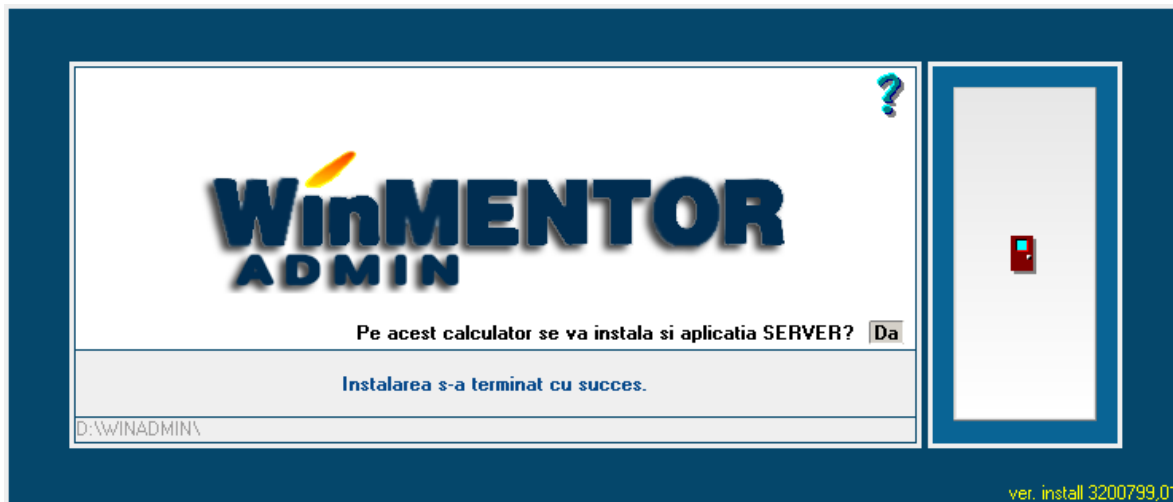 WinMENTOR
ADMIN
Pe acest calculator se va instala si aplicatia SERVER? Da
Instalarea s-a terminat cu succes.
D:\WINADMIN\
ver. install 3200799,01